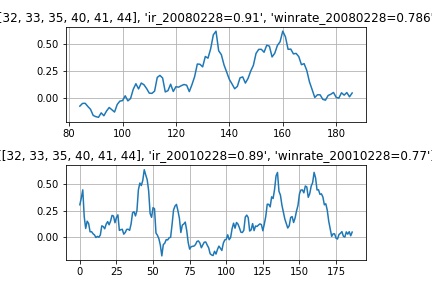 [32, 33, 35, 40, 41, 44], 'ir_20080228=0.91', 'winrate_20080228=0.786'
0.50
0.25
0.00
80 100 120 140 160 180
[[32, 33, 35, 40, 41, 44], 'ir_20010228=0.89', 'winrate_20010228=0.77']
0.50
0.25
0.00
0 25 50 75 100 125 150 175